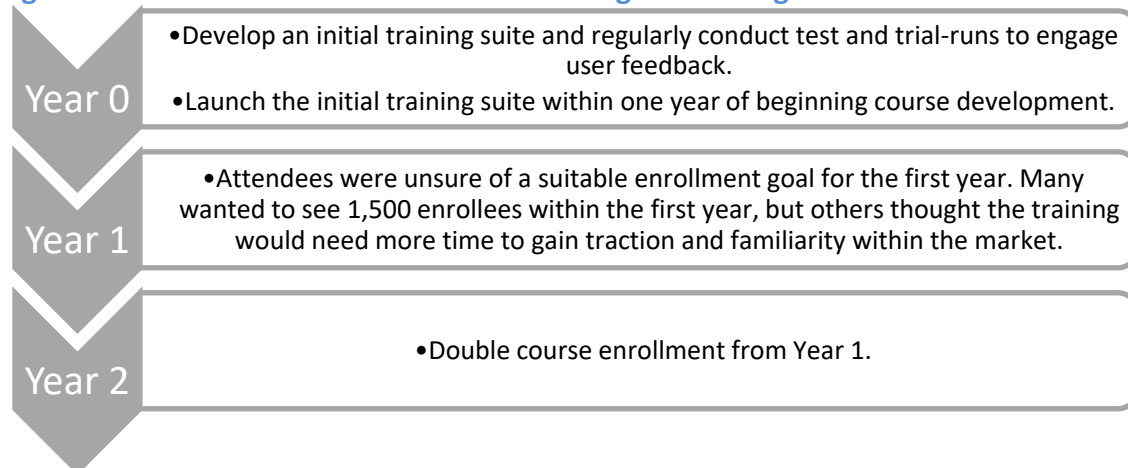 Year 0
•Develop an initial training suite and regularly conduct test and trial-runs to engage
user feedback.
•Launch the initial training suite within one year of beginning course development.
Year 1
•Attendees were unsure of a suitable enrollment goal for the first year. Many
wanted to see 1,500 enrollees within the first year, but others thought the training
would need more time to gain traction and familiarity within the market.
Year 2
•Double course enrollment from Year 1.